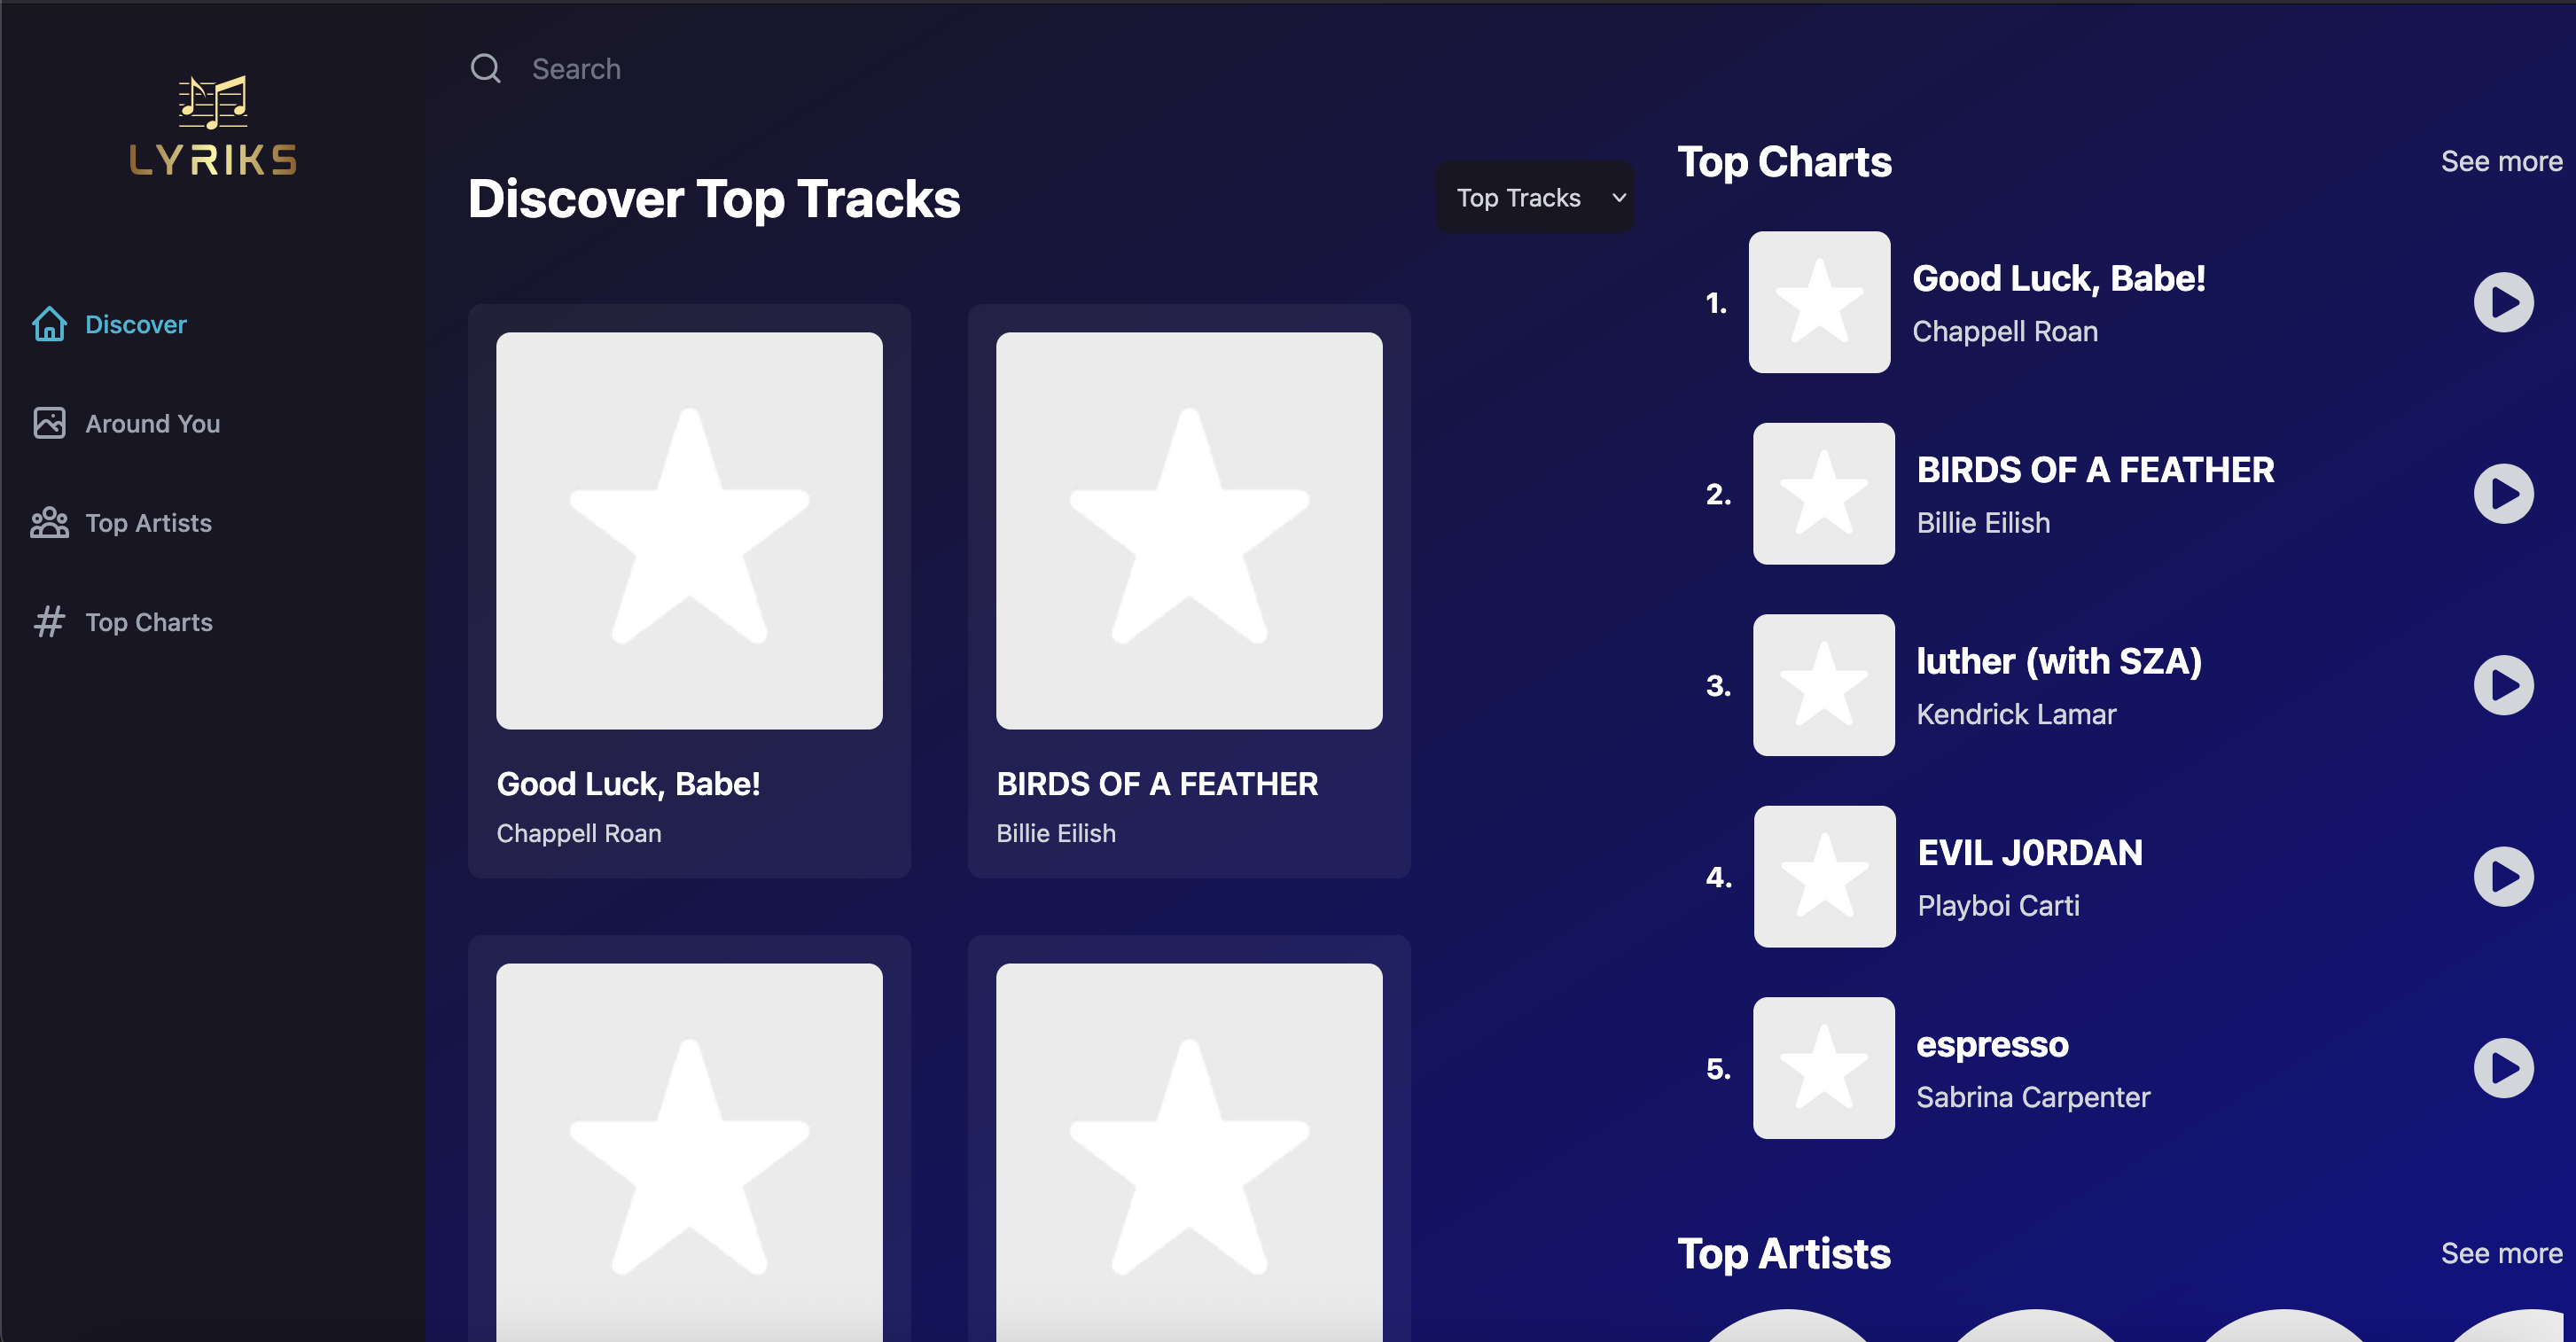 LYRIKS
Discover
Around You
Top Artists
Top Charts
Search
Discover Top Tracks
Top Tracks
Good Luck, Babe!
Chappell Roan
BIRDS OF A FEATHER
Billie Eilish
Top Charts
See more
1.
Good Luck, Babe!
Chappell Roan
2.
BIRDS OF A FEATHER
Billie Eilish
3.
luther (with SZA)
Kendrick Lamar
4.
EVIL J0RDAN
Playboi Carti
5.
espresso
Sabrina Carpenter
Top Artists
See more